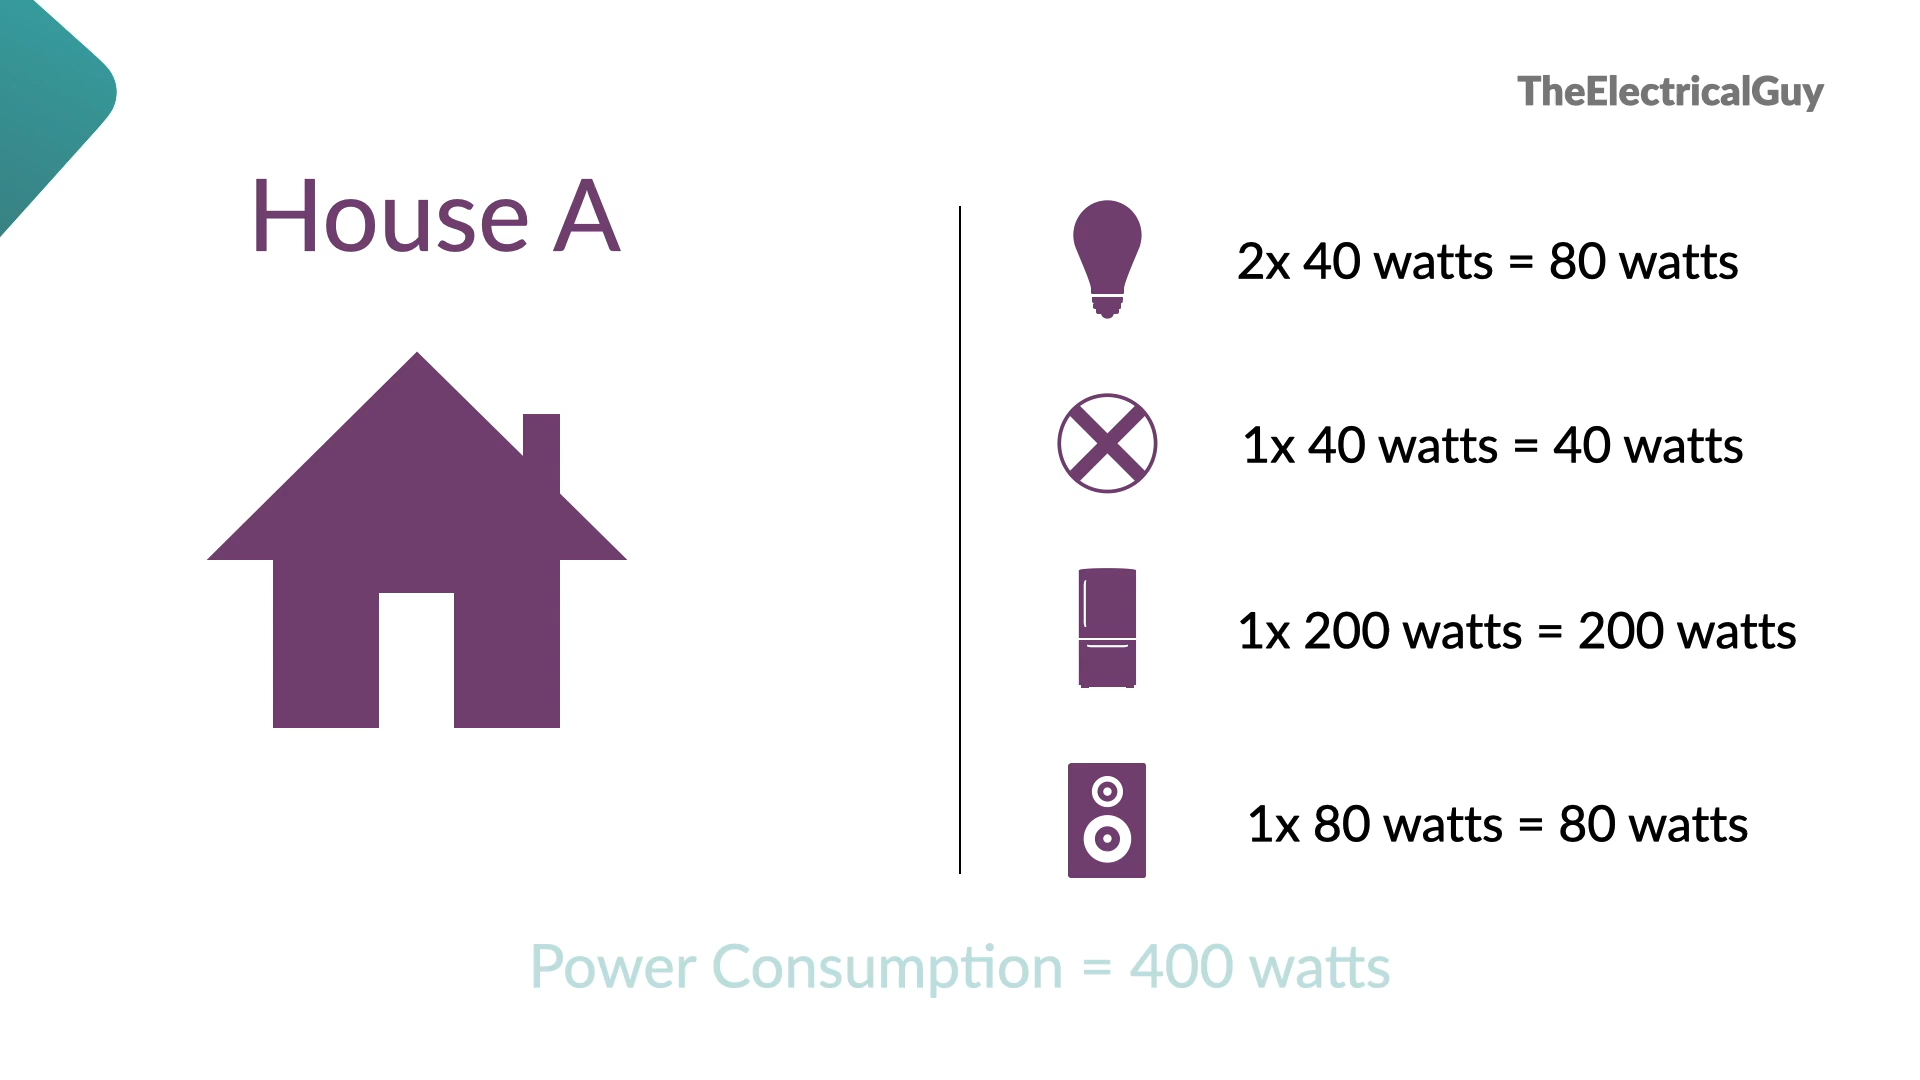 TheElectricalGuy
House A
2x 40 watts = 80 watts
1x 40 watts = 40 watts
1x 200 watts = 200 watts
1x 80 watts = 80 watts
Power Consumption = 400 watts